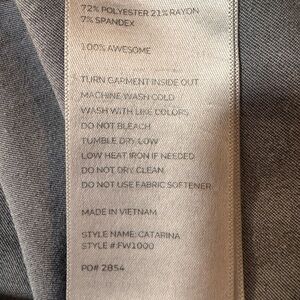 72% POLYESTER 21% RAYON
7% SPANDEX
100% AWESOME
TURN GARMENT INSIDE OUT
MACHINE WASH COLD
WASH WITH LIKE COLORS
DO NOT BLEACH
TUMBLE DRY LOW
LOW HEAT IRON IF NEEDED
DO NOT DRY CLEAN
DO NOT USE FABRIC SOFTENER
MADE IN VIETNAM
STYLE NAME: CATARINA
STYLE #:FW1000
PO# 2854